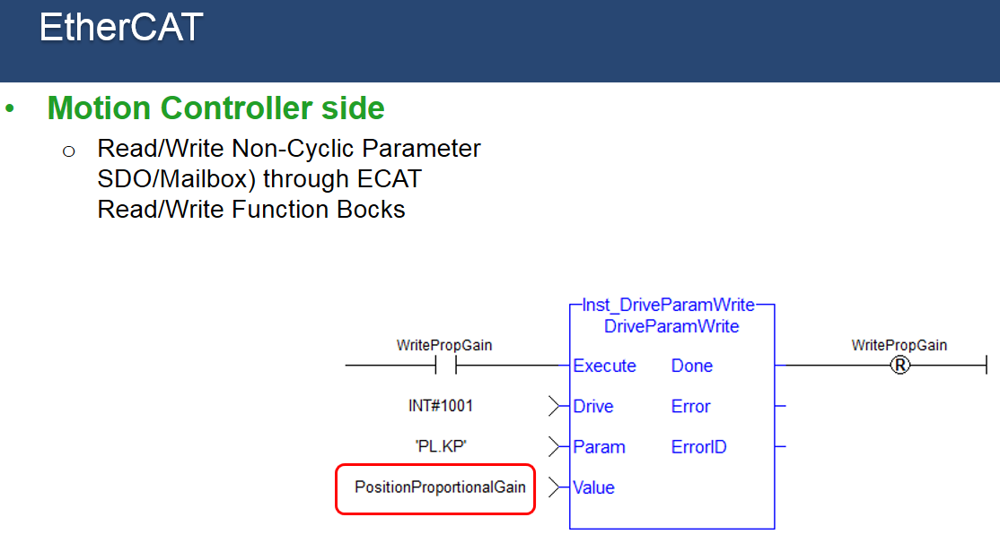 EtherCAT
• Motion Controller side
o Read/Write Non-Cyclic Parameter
SDO/Mailbox) through ECAT
Read/Write Function Bocks
Inst_DriveParamWrite
DriveParamWrite
WritePropGain
WritePropGain
Execute Done
R
INT#1001
Drive Error
'PL.KP'
Param ErrorID
PositionProportionalGain
Value